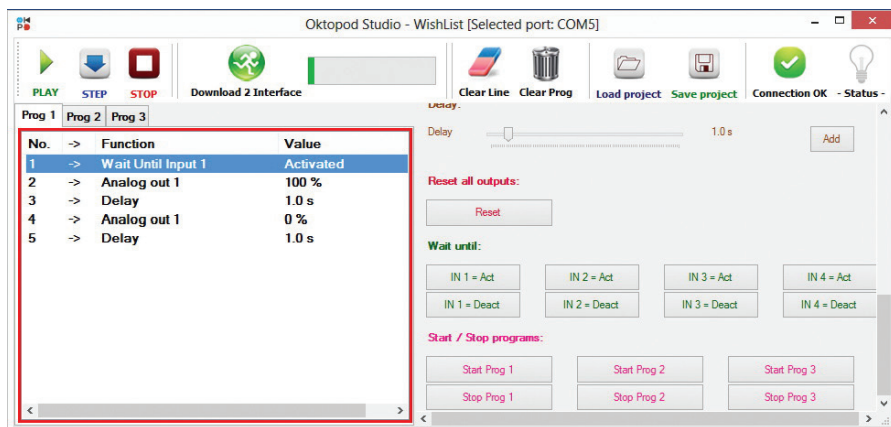 Oktopod Studio - WishList [Selected port: COM5]
PLAY STEP STOP Download 2 Interface Clear Line Clear Prog Load project Save project Connection OK - Status -
Prog 1 Prog 2 Prog 3
No. -> Function Value
1 -> Wait Until Input 1 Activated
2 -> Analog out 1 100 %
3 -> Delay 1.0 s
4 -> Analog out 1 0 %
5 -> Delay 1.0 s
Delay:
Delay 1.0 s Add
Reset all outputs:
Reset
Wait until:
IN 1 = Act IN 2 = Act IN 3 = Act IN 4 = Act
IN 1 = Deact IN 2 = Deact IN 3 = Deact IN 4 = Deact
Start / Stop programs:
Start Prog 1 Start Prog 2 Start Prog 3
Stop Prog 1 Stop Prog 2 Stop Prog 3